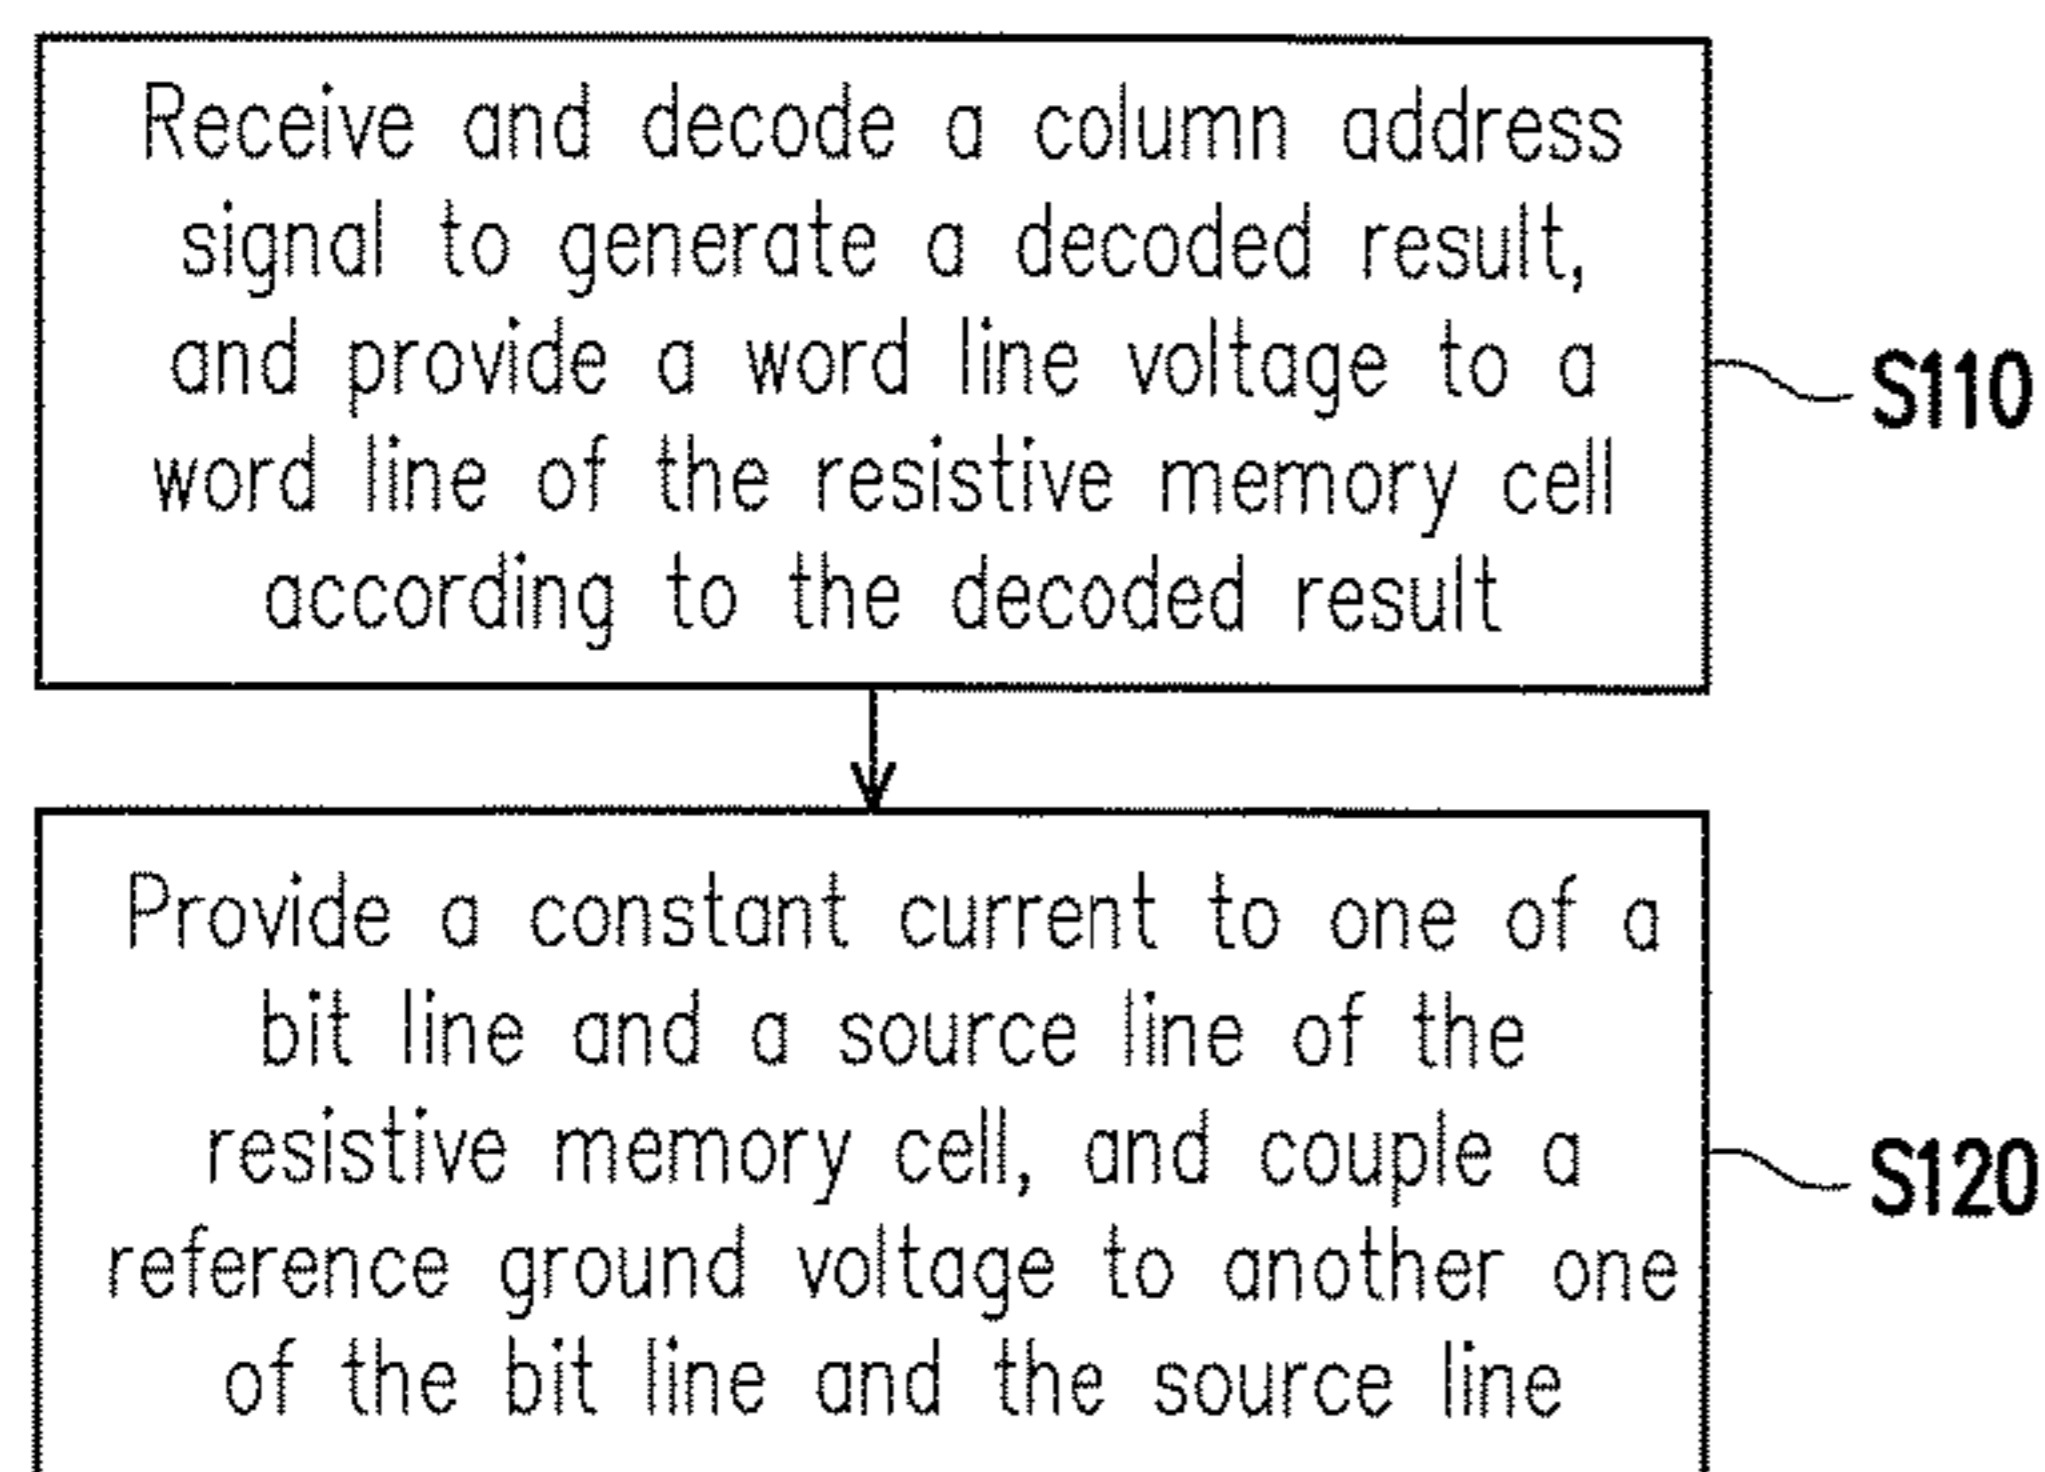 Receive and decode a column address
signal to generate a decoded result,
and provide a word line voltage to a
word line of the resistive memory cell
according to the decoded result
S110
Provide a constant current to one of a
bit line and a source line of the
resistive memory cell, and couple a
reference ground voltage to another one
of the bit line and the source line
S120